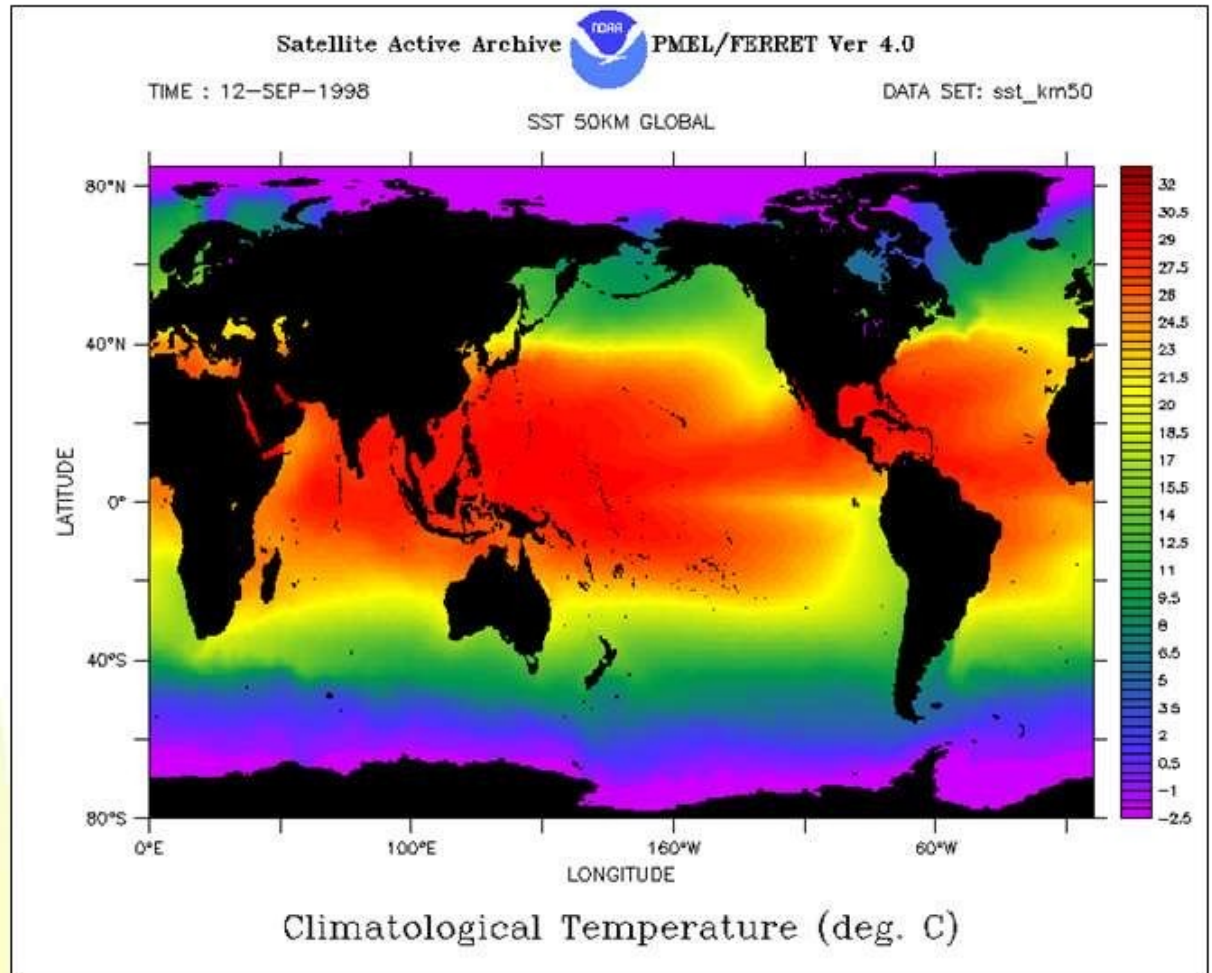 NOAA
Satellite Active Archive PMEL/FERRET Ver 4.0
TIME : 12-SEP-1998 DATA SET: sst_km50
SST 50KM GLOBAL
80°N
40°N
0°
40°S
80°S
LATITUDE
0°E 100°E 160°W 60°W
LONGITUDE
32
30.5
29
27.5
26
24.5
23
21.5
20
18.5
17
15.5
14
12.5
11
9.5
8
6.5
5
3.5
2
0.5
-1
-2.5
Climatological Temperature (deg. C)